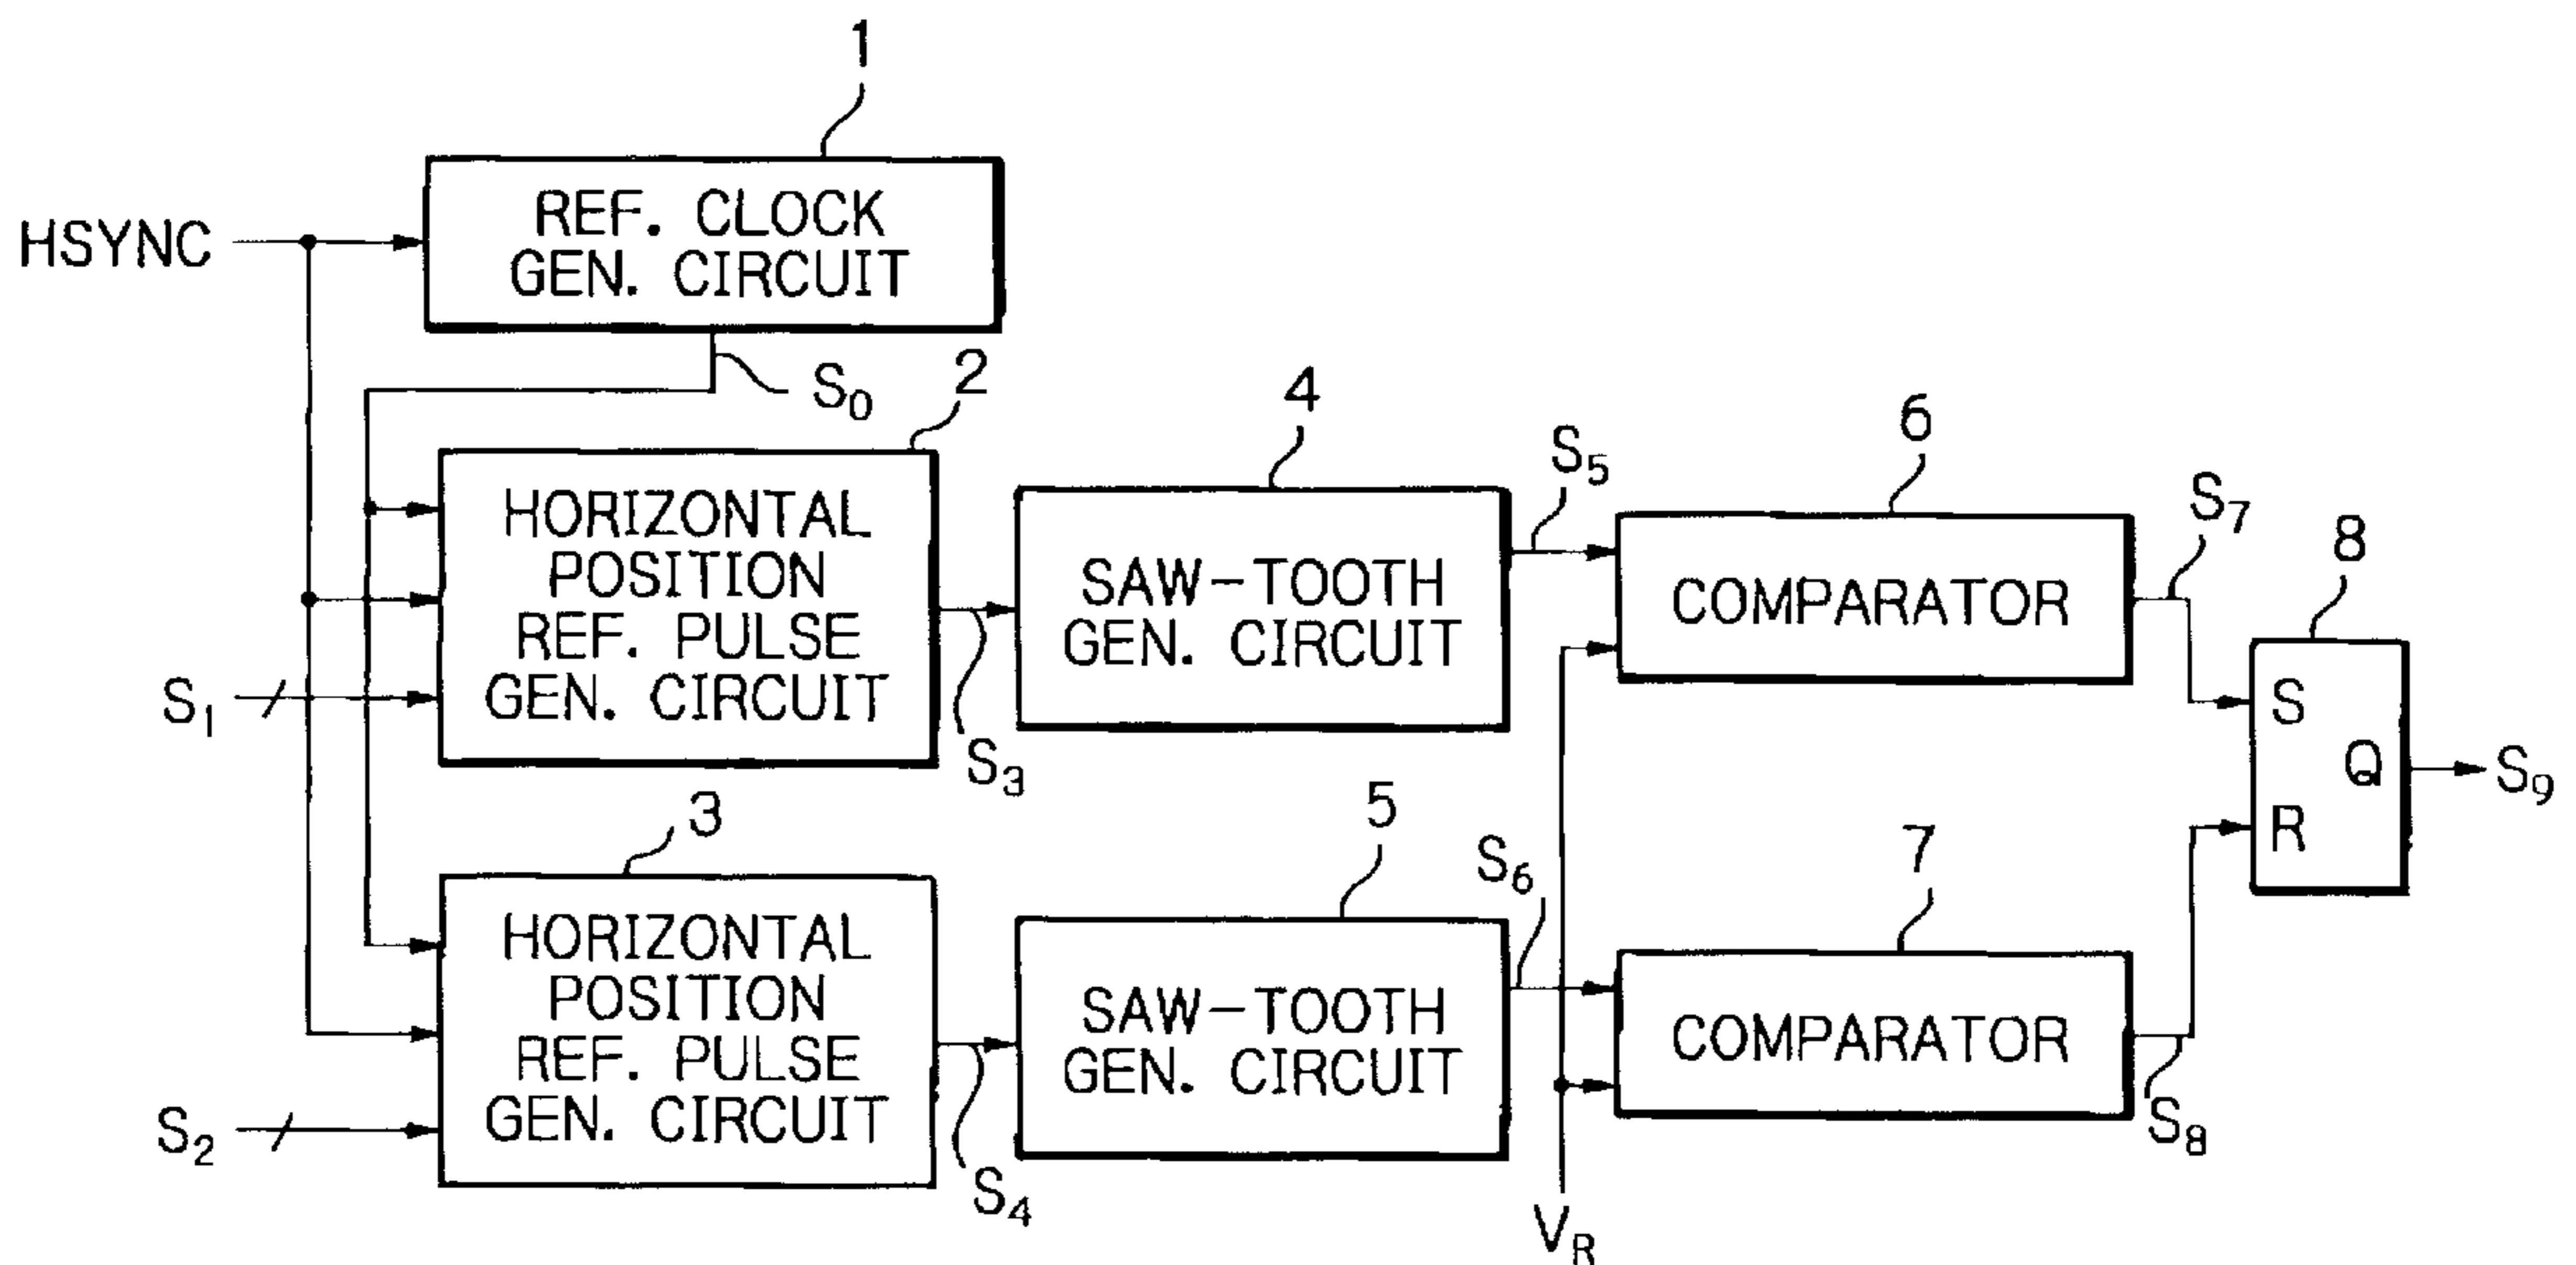 1
HSYNC
REF. CLOCK
GEN. CIRCUIT
S0
2
HORIZONTAL
POSITION
REF. PULSE
GEN. CIRCUIT
S1
S3
4
SAW-TOOTH
GEN. CIRCUIT
S5
6
COMPARATOR
S7
8
S
Q
R
S9
3
HORIZONTAL
POSITION
REF. PULSE
GEN. CIRCUIT
S2
S4
5
SAW-TOOTH
GEN. CIRCUIT
S6
7
COMPARATOR
S8
VR